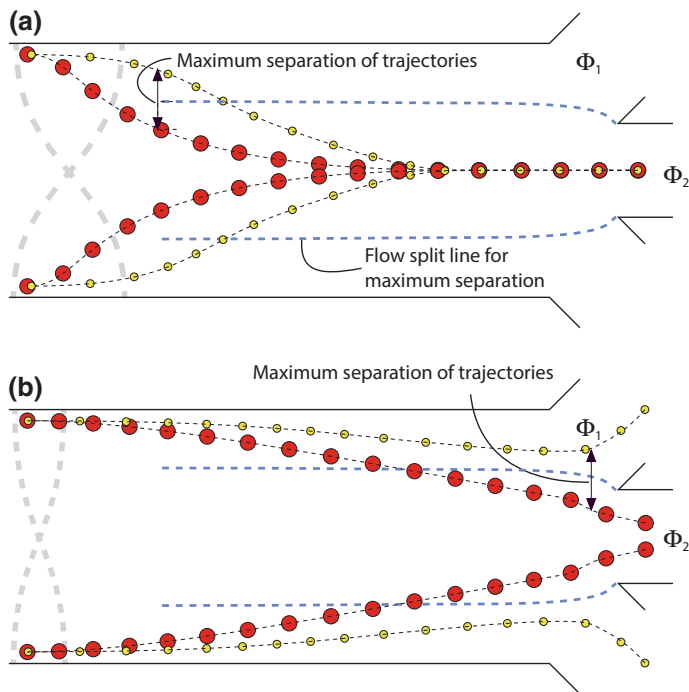 (a)
Maximum separation of trajectories
Φ1
Φ2
Flow split line for
maximum separation
(b)
Maximum separation of trajectories
Φ1
Φ2